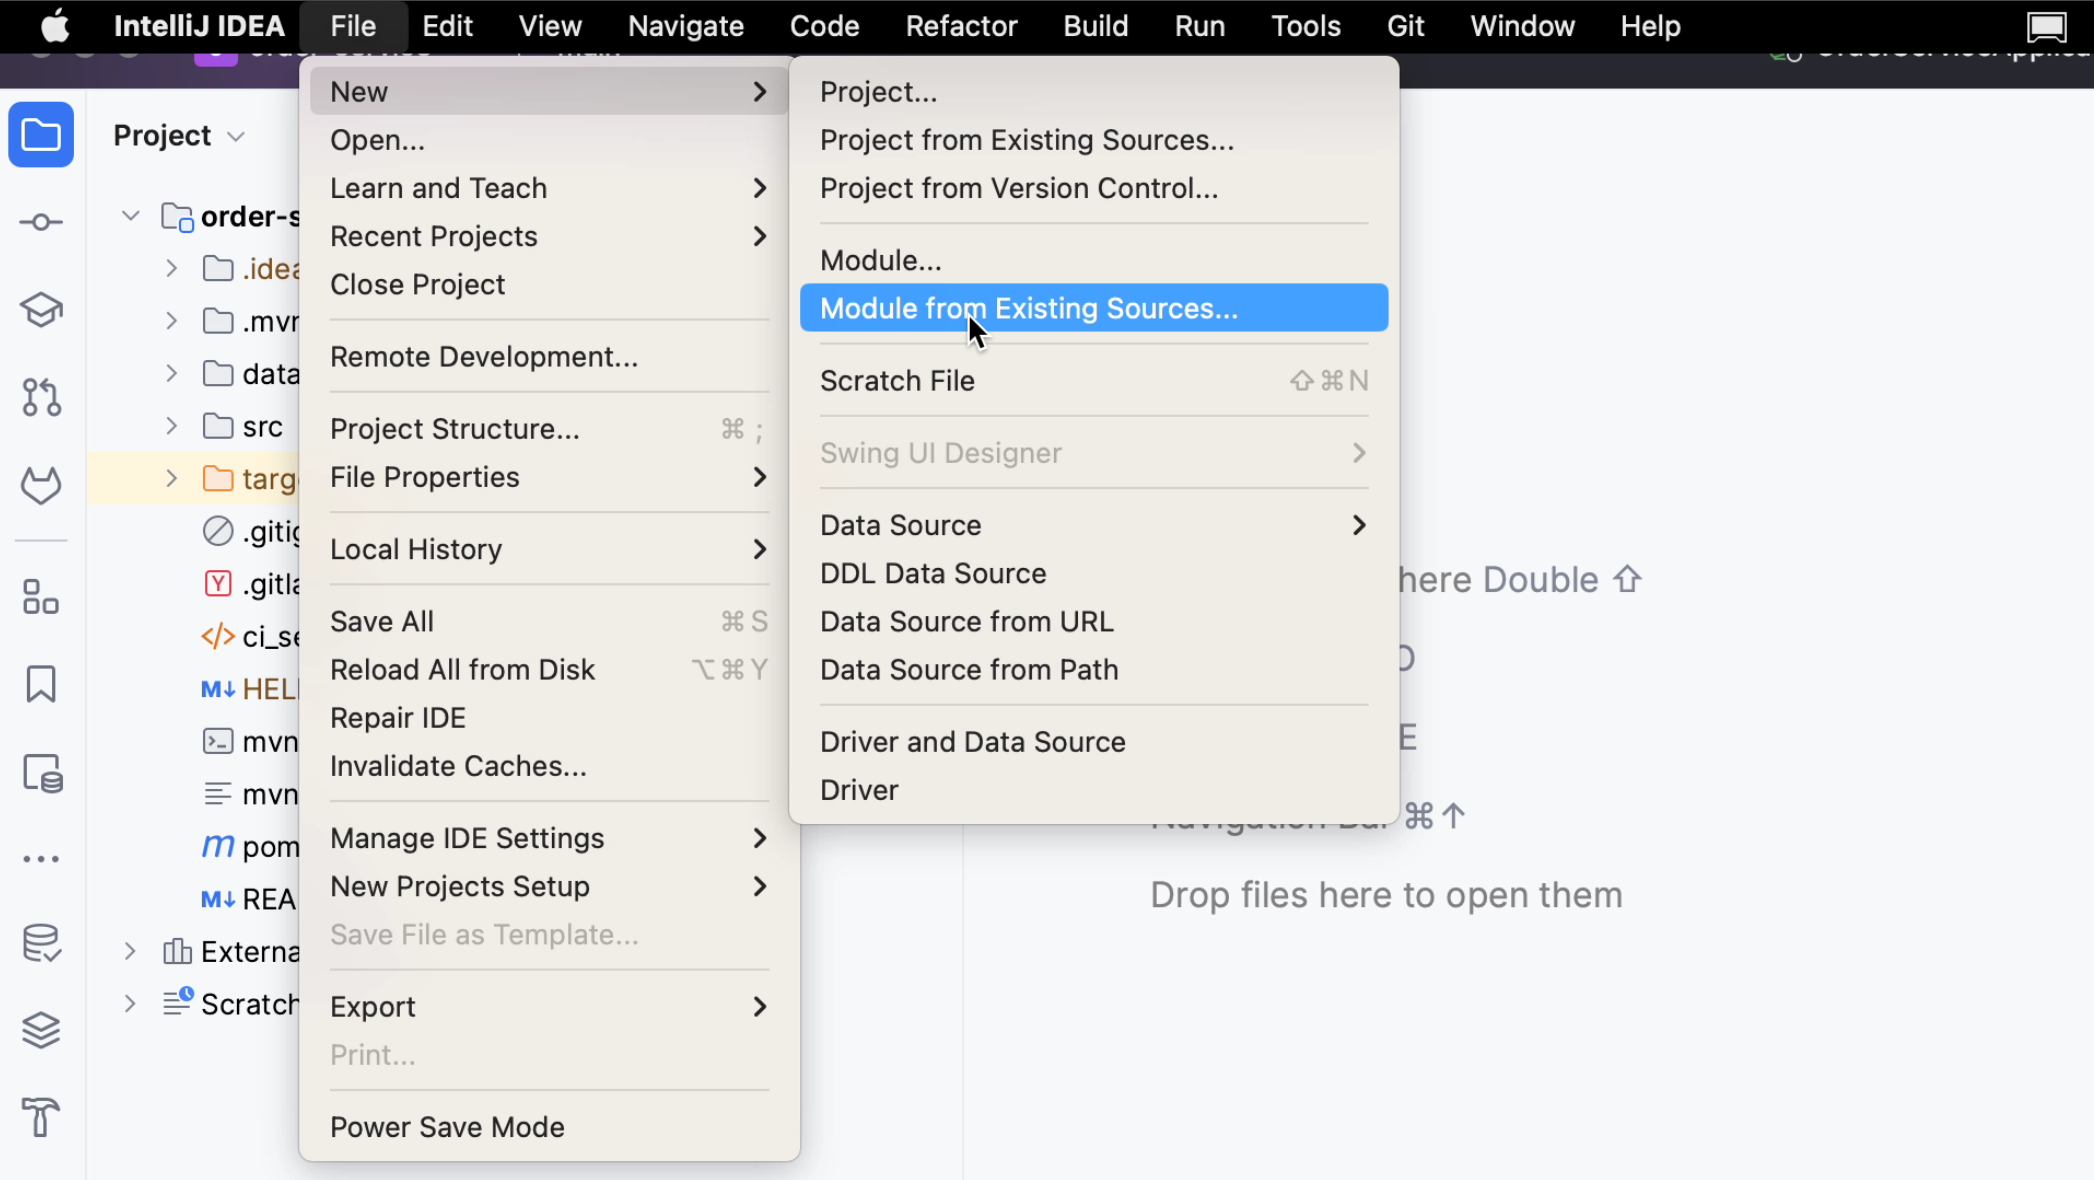 IntelliJ IDEA File Edit View Navigate Code Refactor Build Run Tools Git Window Help
Project
order-s
.idea
.mvn
data
src
targ
.gitig
.gitla
ci_se
M↓ HELI
mvn
mvn
m pom
M↓ REA
Externa
Scratch
New
Open...
Learn and Teach
Recent Projects
Close Project
Remote Development...
Project Structure... ⌘ ;
File Properties
Local History
Save All ⌘ S
Reload All from Disk ⌥ ⌘ Y
Repair IDE
Invalidate Caches...
Manage IDE Settings
New Projects Setup
Save File as Template...
Export
Print...
Power Save Mode
Project...
Project from Existing Sources...
Project from Version Control...
Module...
Module from Existing Sources...
Scratch File ⇧ ⌘ N
Swing UI Designer
Data Source
DDL Data Source
Data Source from URL
Data Source from Path
Driver and Data Source
Driver
here Double ⇧
O
E
Navigation Bar ⌘ ↑
Drop files here to open them